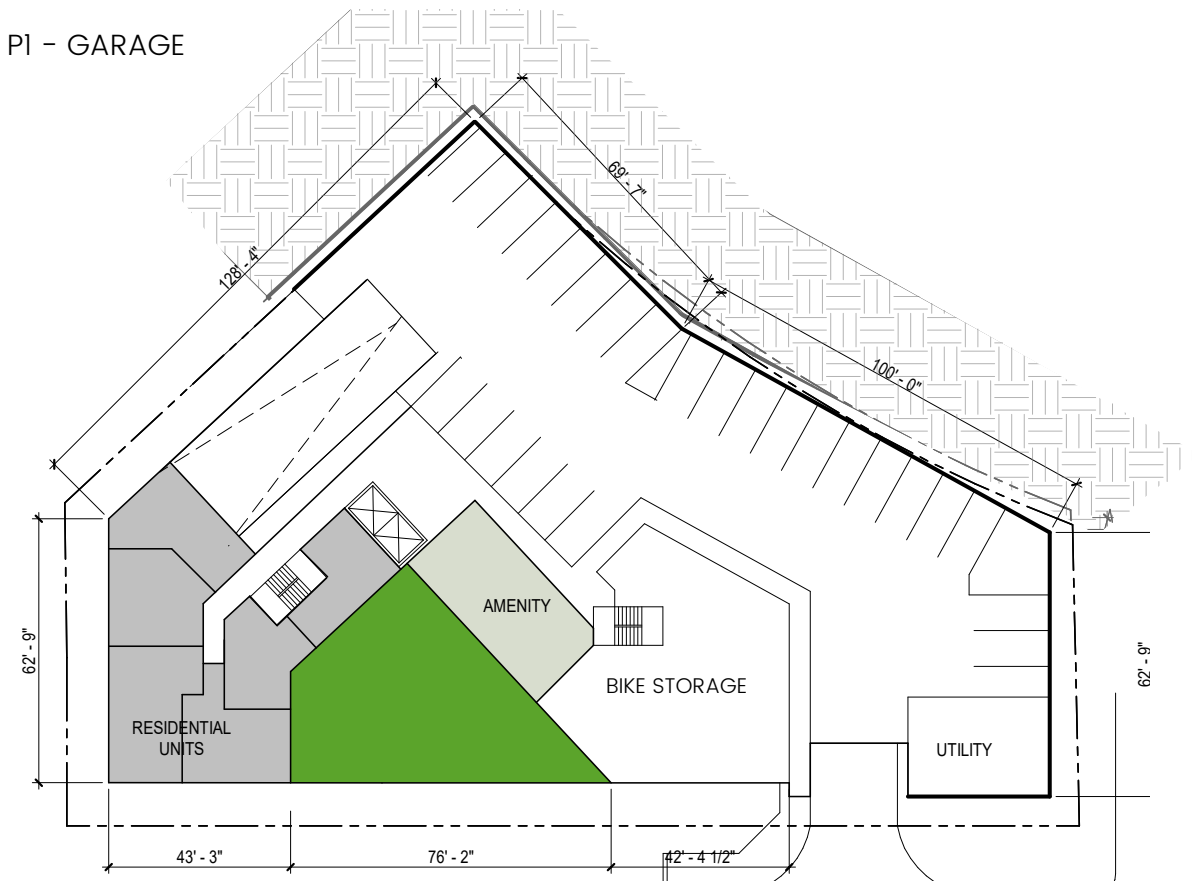 P1 - GARAGE
69' - 7"
128' - 4"
100' - 0"
AMENITY
62' - 9"
62' - 9"
BIKE STORAGE
RESIDENTIAL
UNITS
UTILITY
43' - 3"
76' - 2"
42' - 4 1/2"